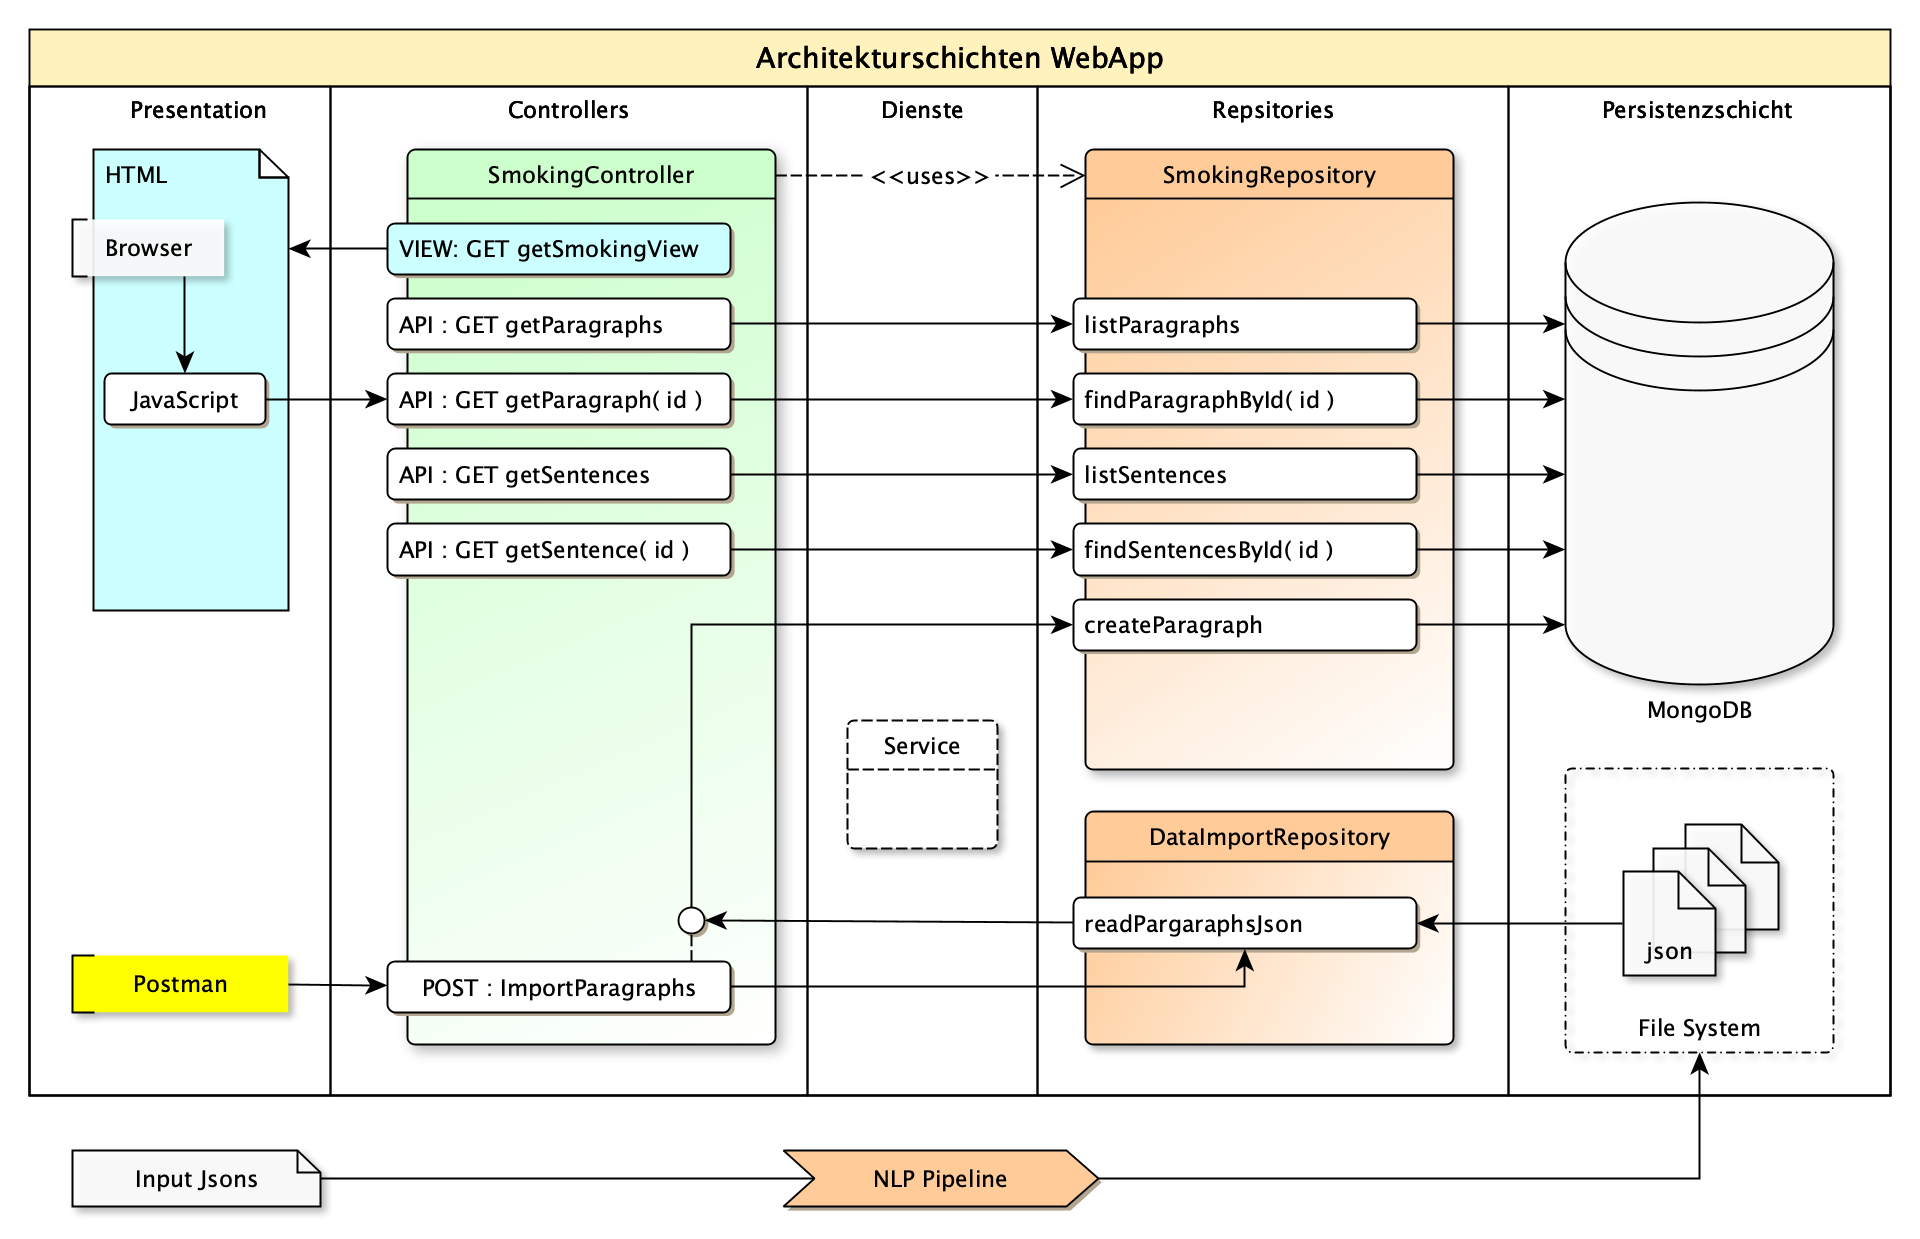 Architekturschichten WebApp
Presentation
Controllers
Dienste
Repsitories
Persistenzschicht
HTML
SmokingController
<<uses>>
SmokingRepository
Browser
VIEW: GET getSmokingView
API : GET getParagraphs
listParagraphs
JavaScript
API : GET getParagraph( id )
findParagraphById( id )
API : GET getSentences
listSentences
API : GET getSentence( id )
findSentencesById( id )
createParagraph
MongoDB
Service
DataImportRepository
readPargaraphsJson
json
Postman
POST : ImportParagraphs
File System
Input Jsons
NLP Pipeline